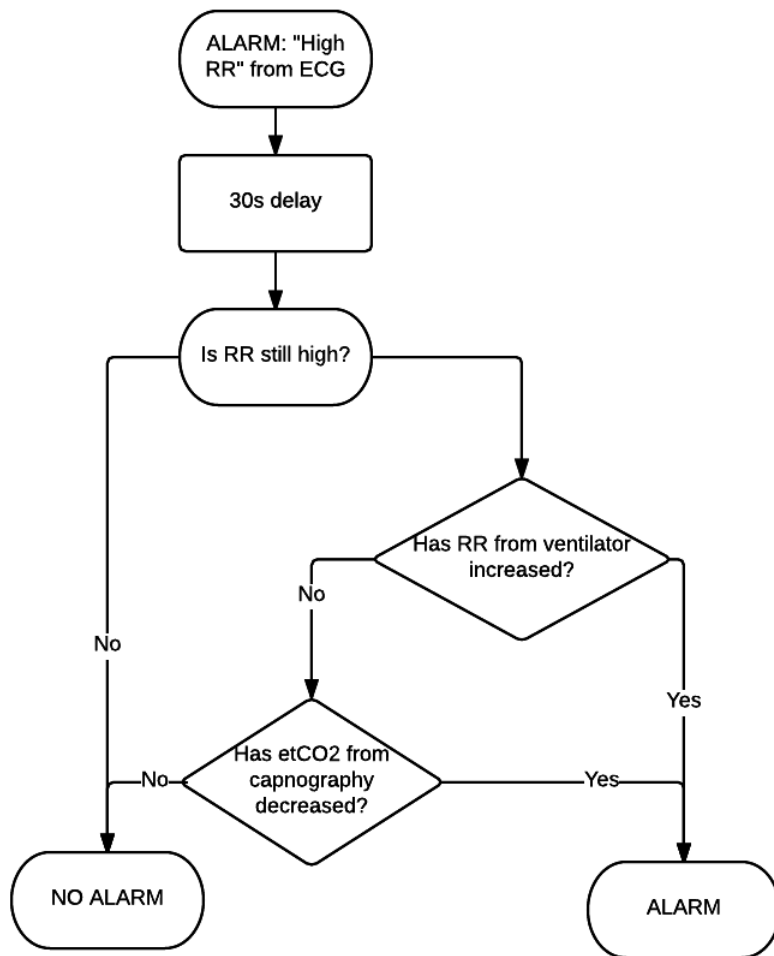 ALARM: "High
RR" from ECG
30s delay
Is RR still high?
Has RR from ventilator
increased?
No
No
Yes
Has etCO2 from
capnography
decreased?
No
Yes
NO ALARM
ALARM